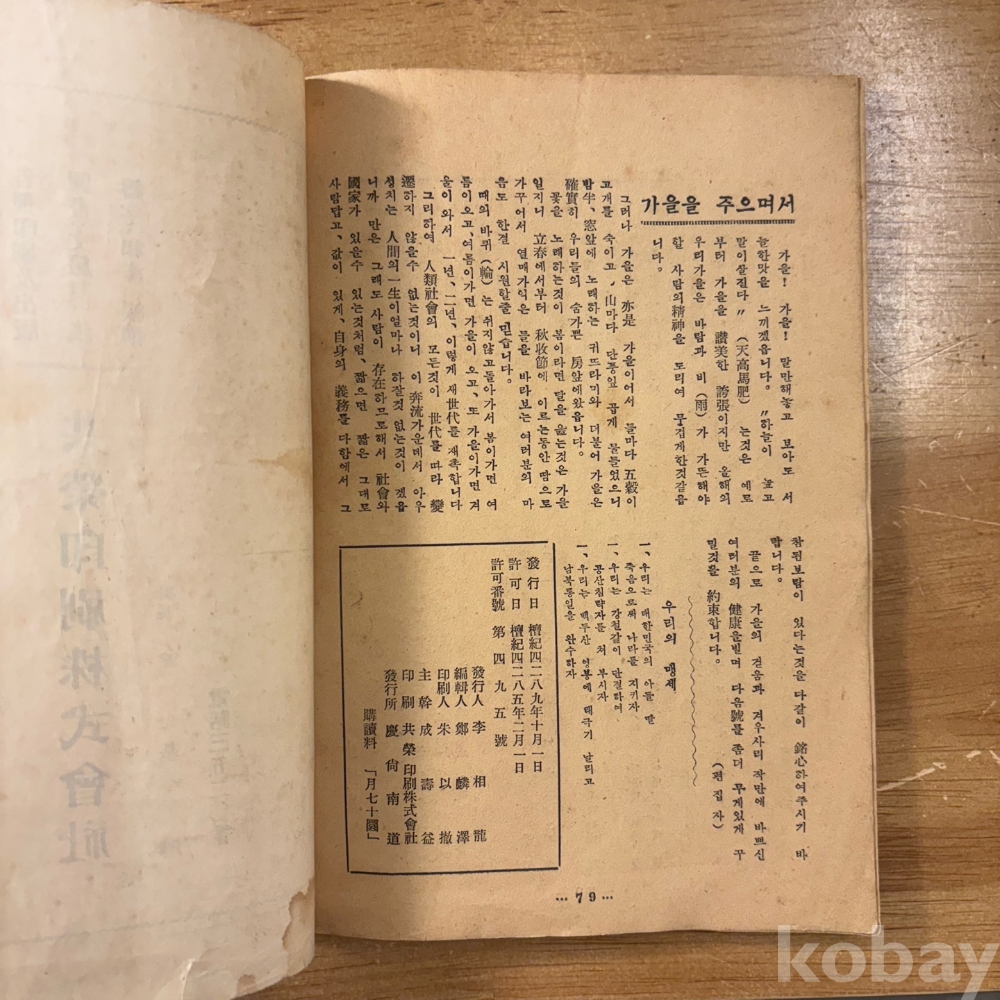 가을을 주으며서
가을! 가을! 말만해놓고 보아도 서
늘한맛을 느끼겠읍니다. 〃하늘이 높고
말이살진다〃 (天高馬肥) 는것은 예로
부터 가을을 讃美한 誇張이지만 올해의
우리가을은 바람과 비(雨)가 가뜬해야
할 사람의精神을 도리여 무겁게한것같읍
니다.
그러나 가을은 亦是 가을이어서 들마다 五穀이
고개를 숙이고, 山마다 단풍잎 곱게 물들었으니
밤牛、窓앞에 노래하는 귀뜨라미와 더부러 가을은
確實히 우리들의 숨가쁜 房앞에왔읍니다.
꽃을 노래하는것이 봄이라면 달을 읊는것은 가을
일지니 立春에서부터 秋收節에 이르는동안 땀으로
가꾸어서 열매가익은 들을 바라보는 여러분의 마
음도 한결 시원할줄 믿습니다.
때의 바퀴(輪)는 쉬지않고돌아가서 봄이가면 여
름이오고,여름이가면 가을이 오고、또 가을이가면 겨
울이 와서 一년、二년、이렇게 새世代를 재촉합니다
그리하여 人類社會의 모든것이 世代를 따라 變
遷하지 않을수 없는것이니 이 奔流가운데서 아우
성치는 人間의一生이얼마나 하잘것 없는것이 겠읍
니까 만은 그래도 사람이 存在하므로해서 社會와
國家가 있을수 있는것처럼、짧으면 짧은 그대로
사람답고、값이 있게、自身의 義務를 다함에서 그
참된보람이 있다는것을 다같이 銘心하여주시기 바
랍니다.
끝으로 가을의 걷음과 겨우사리 작만에 바쁘신
여러분의 健康을빌며 다음號를 좀더 무게있게 꾸
밀것을 約束합니다.
(편집자)
우리의 맹세
一、우리는 대한민국의 아들 딸
죽음으로써 나라를 지키자
一、우리는 강철같이 단결하여
공산침략자를 쳐 부시자
一、우리는 백두산 영봉에 태극기 날리고
남북통일을 완수하자
發行日 檀紀四二八九年十月一日
許可日 檀紀四二八五年二月一日
許可番號 第四九五號
發行人 李相龍
編輯人 鄭麟澤
印刷人 朱以撤
主幹 成壽益
印刷 共榮印刷株式會社
發行所 慶尙南道
購讀料 「月七十圜」
… 79 …
kobay